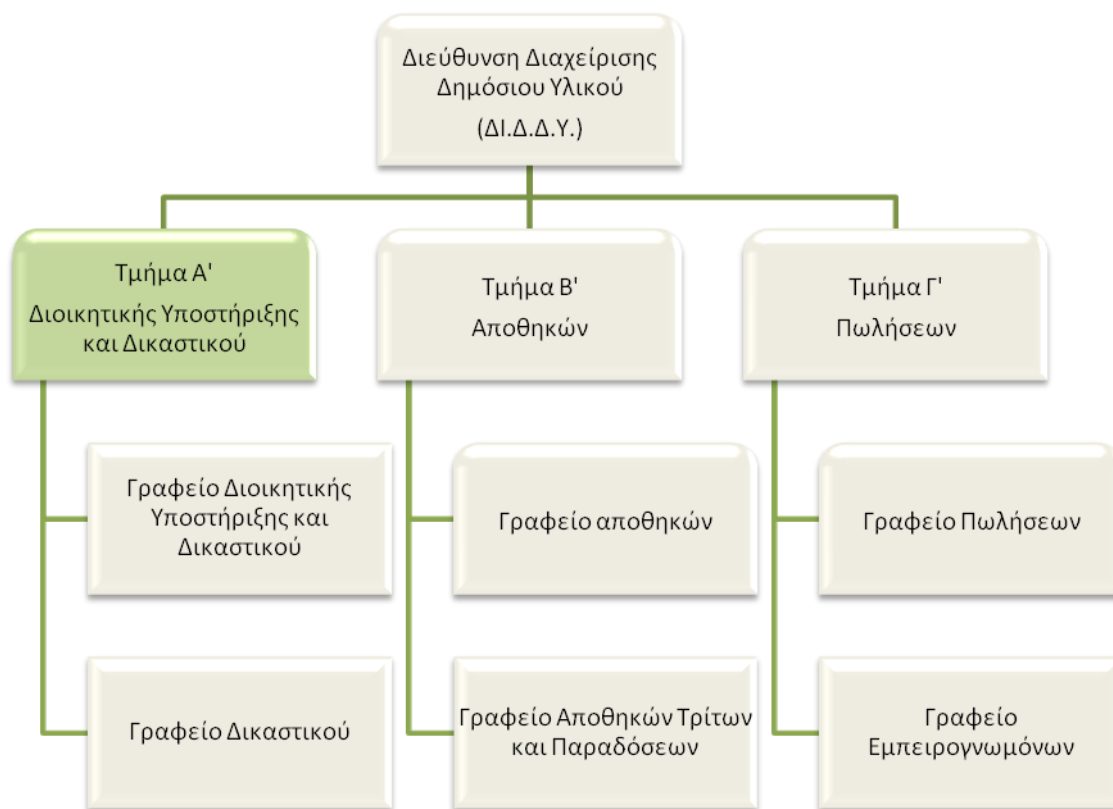 Διεύθυνση Διαχείρισης
Δημόσιου Υλικού
(ΔΙ.Δ.Δ.Υ.)
Τμήμα Α'
Διοικητικής Υποστήριξης
και Δικαστικού
Τμήμα Β'
Αποθηκών
Τμήμα Γ'
Πωλήσεων
Γραφείο Διοικητικής
Υποστήριξης και
Δικαστικού
Γραφείο αποθηκών
Γραφείο Πωλήσεων
Γραφείο Δικαστικού
Γραφείο Αποθηκών Τρίτων
και Παραδόσεων
Γραφείο
Εμπειρογνωμόνων